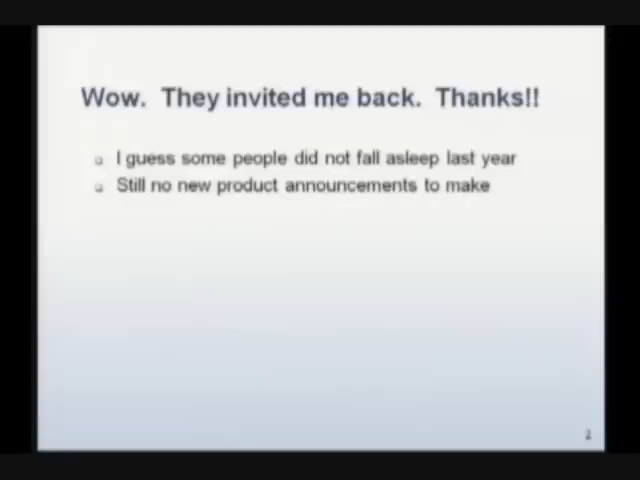 Wow. They invited me back. Thanks!!
I guess some people did not fall asleep last year
Still no new product announcements to make
2